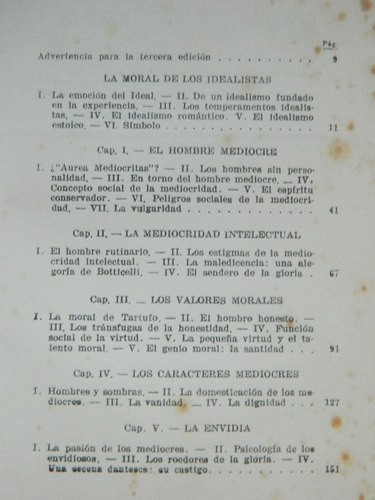 Pág.
Advertencia para la tercera edición . . . . . . . . . . 9
LA MORAL DE LOS IDEALISTAS
I. La emoción del Ideal. — II. De un idealismo fundado
en la experiencia. — III. Los temperamentos idealis-
tas. — IV. El idealismo romántico. V. El idealismo
estoico. — VI. Símbolo . . . . . . . . . . . . 11
Cap. I, — EL HOMBRE MEDIOCRE
I. ¿"Aurea Mediocritas"? — II. Los hombres sin per-
sonalidad. — III. En torno del hombre mediocre. _ IV.
Concepto social de la mediocridad. — V. El espíritu
conservador. — VI. Peligros sociales de la mediocri-
dad. — VII. La vulgaridad . . . . . . . . . . . 41
Cap. II. — LA MEDIOCRIDAD INTELECTUAL
I. El hombre rutinario. — II. Los estigmas de la medio-
cridad intelectual. — III. La maledicencia: una ale-
goría de Botticelli. — IV. El sendero de la gloria . . 67
Cap. III. _ LOS VALORES MORALES
I. La moral de Tartufo. — II. El hombre honesto. —
III. Los tránsfugas de la honestidad. — IV. Función
social de la virtud. — V. La pequeña virtud y el ta-
lento moral. — V. El genio moral: la santidad . . . 91
Cap. IV. — LOS CARACTERES MEDIOCRES
I. Hombres y sombras. — II. La domesticación de los me-
diocres. — III. La vanidad. _ IV. La dignidad . . . 127
Cap. V. — LA ENVIDIA
I. La pasión de los mediocres. — II. Psicología de los
envidiosos. — III. Los roedores de la gloria. — IV.
Una escena dantesca: su castigo . . . . . . . . 151